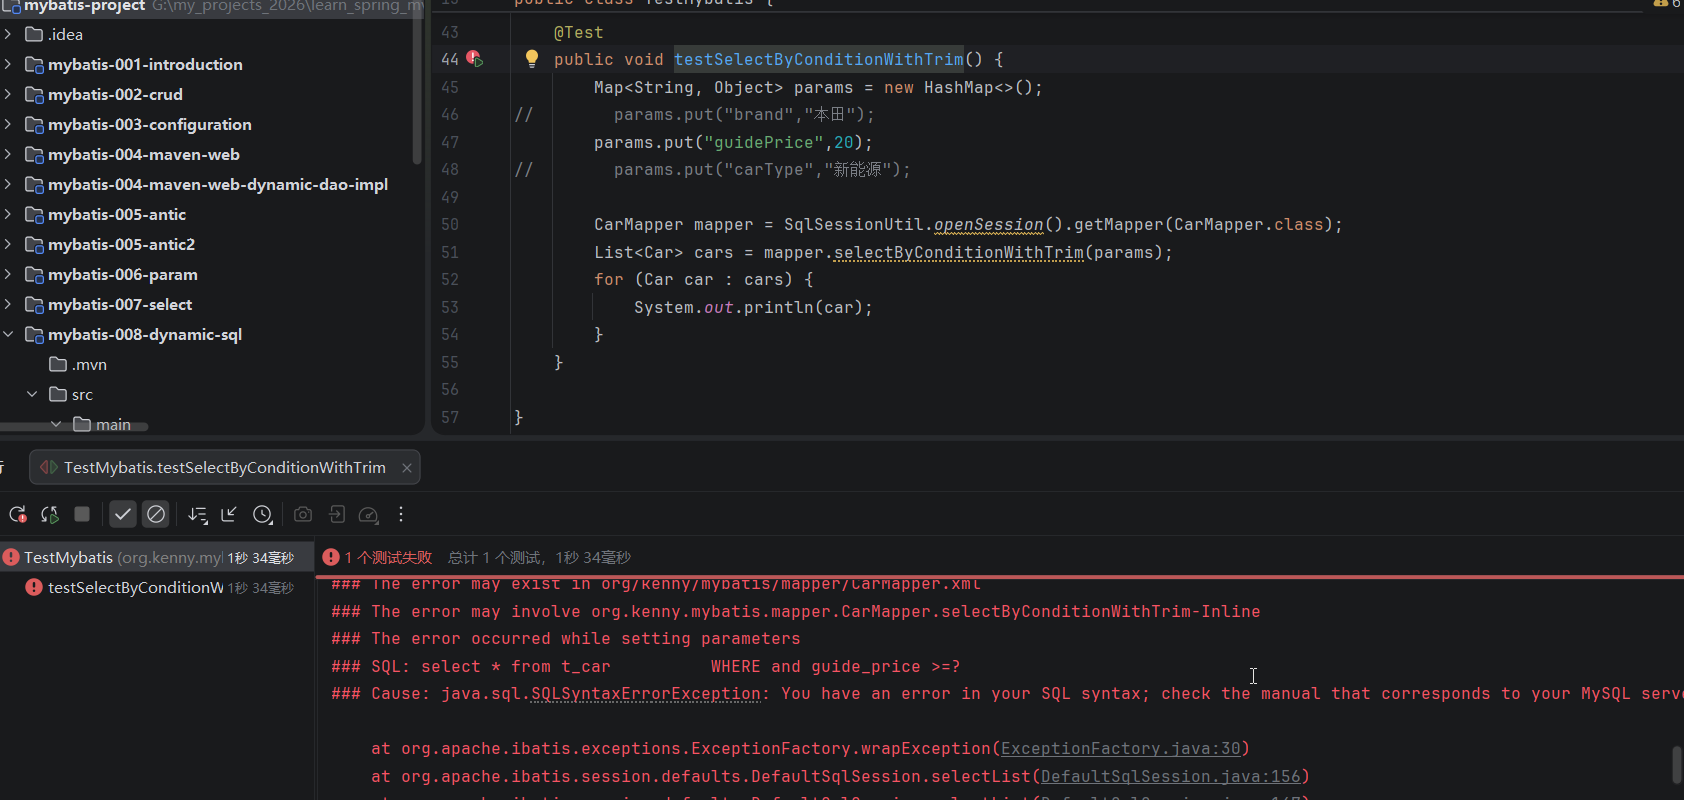 mybatis-project G:\my_projects_2026\learn_spring_my
.idea
mybatis-001-introduction
mybatis-002-crud
mybatis-003-configuration
mybatis-004-maven-web
mybatis-004-maven-web-dynamic-dao-impl
mybatis-005-antic
mybatis-005-antic2
mybatis-006-param
mybatis-007-select
mybatis-008-dynamic-sql
.mvn
src
main
public class TestMybatis {
6
43 @Test
44 public void testSelectByConditionWithTrim() {
45 Map<String, Object> params = new HashMap<>();
46 // params.put("brand","本田");
47 params.put("guidePrice",20);
48 // params.put("carType","新能源");
49
50 CarMapper mapper = SqlSessionUtil.openSession().getMapper(CarMapper.class);
51 List<Car> cars = mapper.selectByConditionWithTrim(params);
52 for (Car car : cars) {
53 System.out.println(car);
54 }
55 }
56
57 }
TestMybatis.testSelectByConditionWithTrim
TestMybatis (org.kenny.my 1秒 34毫秒
testSelectByConditionW 1秒 34毫秒
1 个测试失败 总计 1 个测试, 1秒 34毫秒
### The error may exist in org/kenny/mybatis/mapper/CarMapper.xml
### The error may involve org.kenny.mybatis.mapper.CarMapper.selectByConditionWithTrim-Inline
### The error occurred while setting parameters
### SQL: select * from t_car WHERE and guide_price >=?
### Cause: java.sql.SQLSyntaxErrorException: You have an error in your SQL syntax; check the manual that corresponds to your MySQL serve
at org.apache.ibatis.exceptions.ExceptionFactory.wrapException(ExceptionFactory.java:30)
at org.apache.ibatis.session.defaults.DefaultSqlSession.selectList(DefaultSqlSession.java:156)